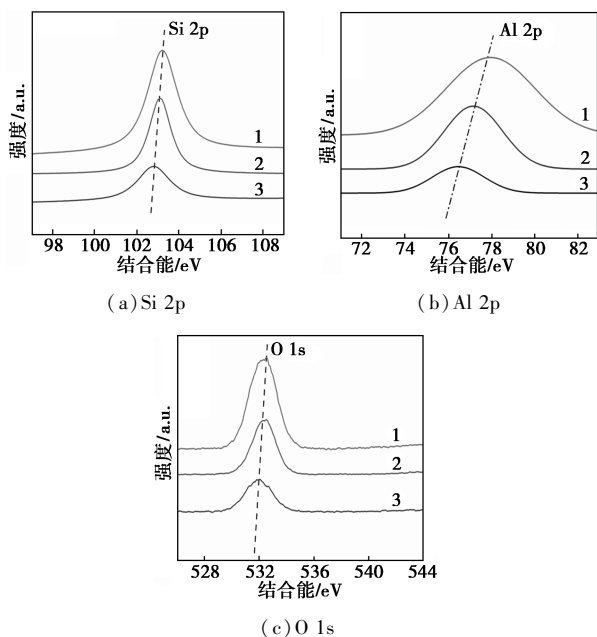 Si 2p
1
2
3
强度/a.u.
98 100 102 104 106 108
结合能/eV
(a)Si 2p
Al 2p
1
2
3
强度/a.u.
72 74 76 78 80 82
结合能/eV
(b)Al 2p
O 1s
1
2
3
强度/a.u.
528 532 536 540 544
结合能/eV
(c)O 1s